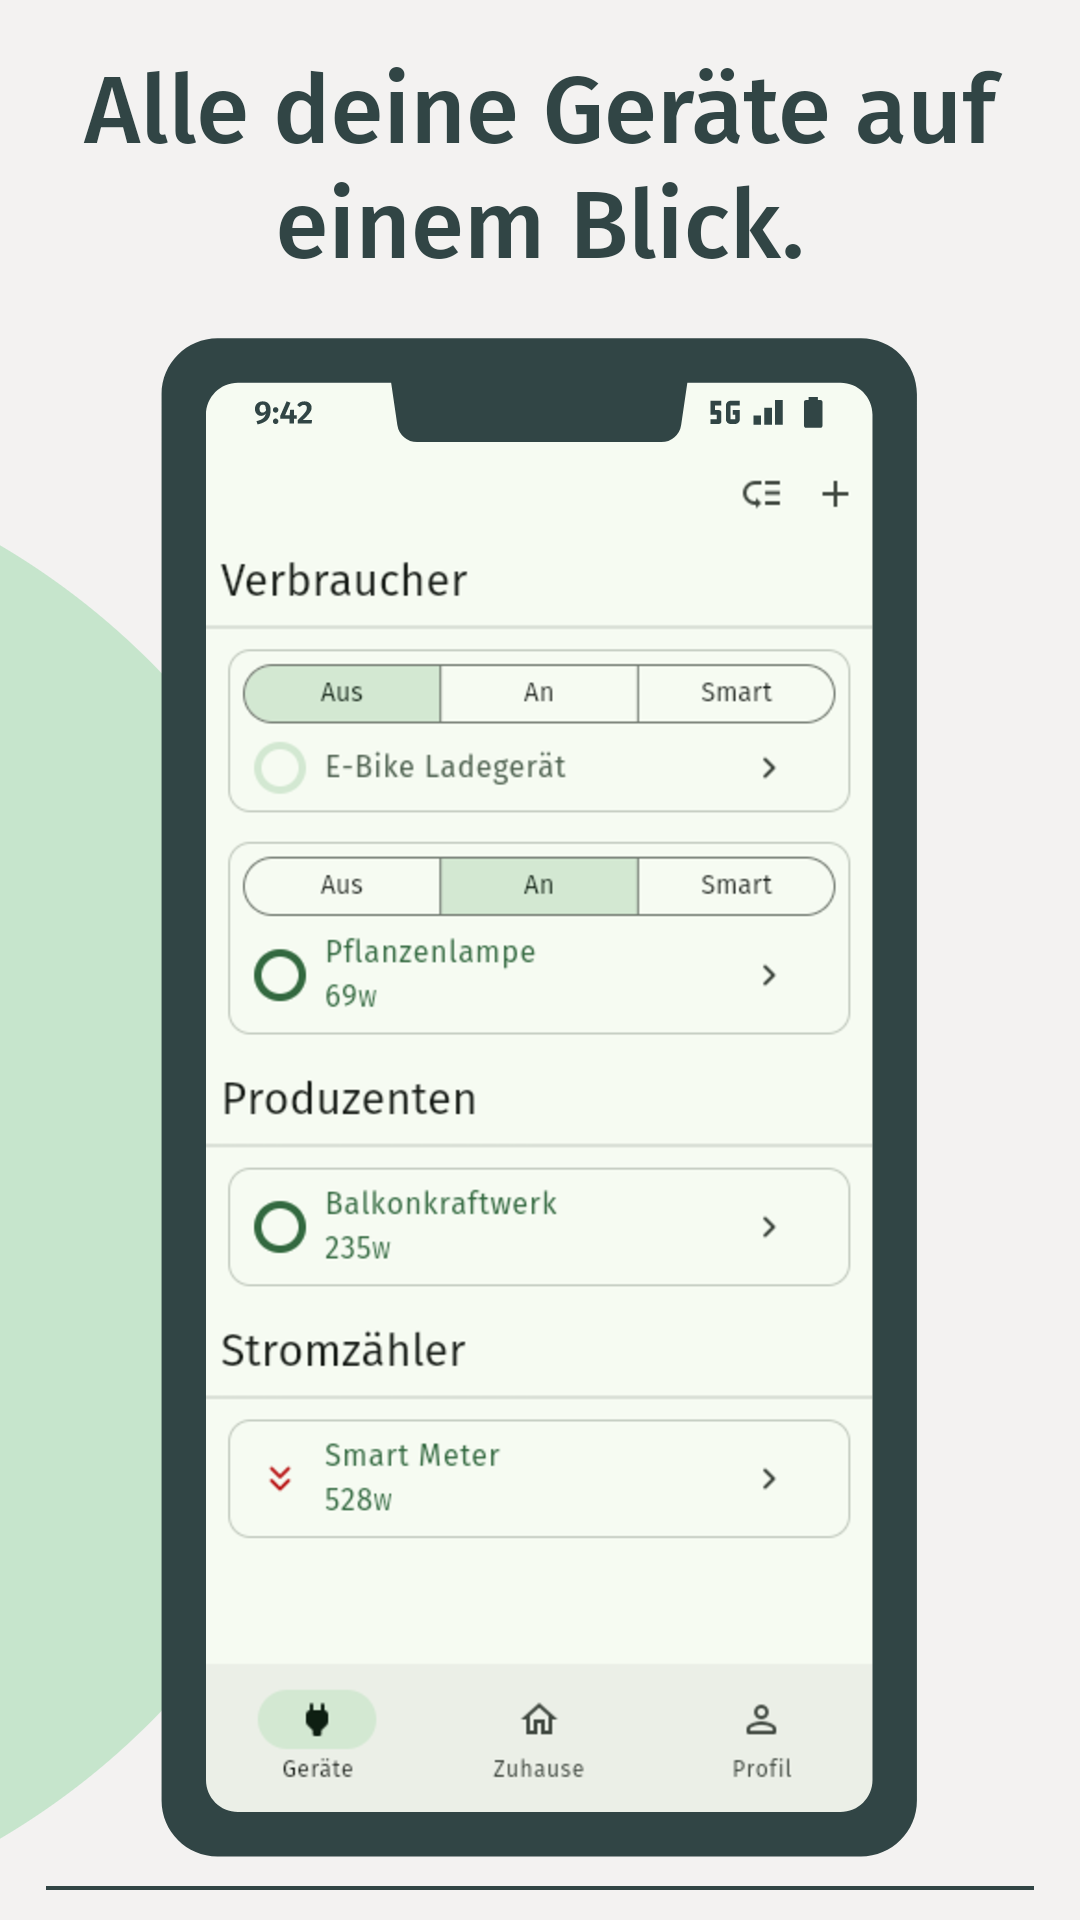 Alle deine Geräte auf
einem Blick.
9:42 5G
Verbraucher
Aus An Smart
E-Bike Ladegerät
Aus An Smart
Pflanzenlampe
69W
Produzenten
Balkonkraftwerk
235W
Stromzähler
Smart Meter
528W
Geräte Zuhause Profil